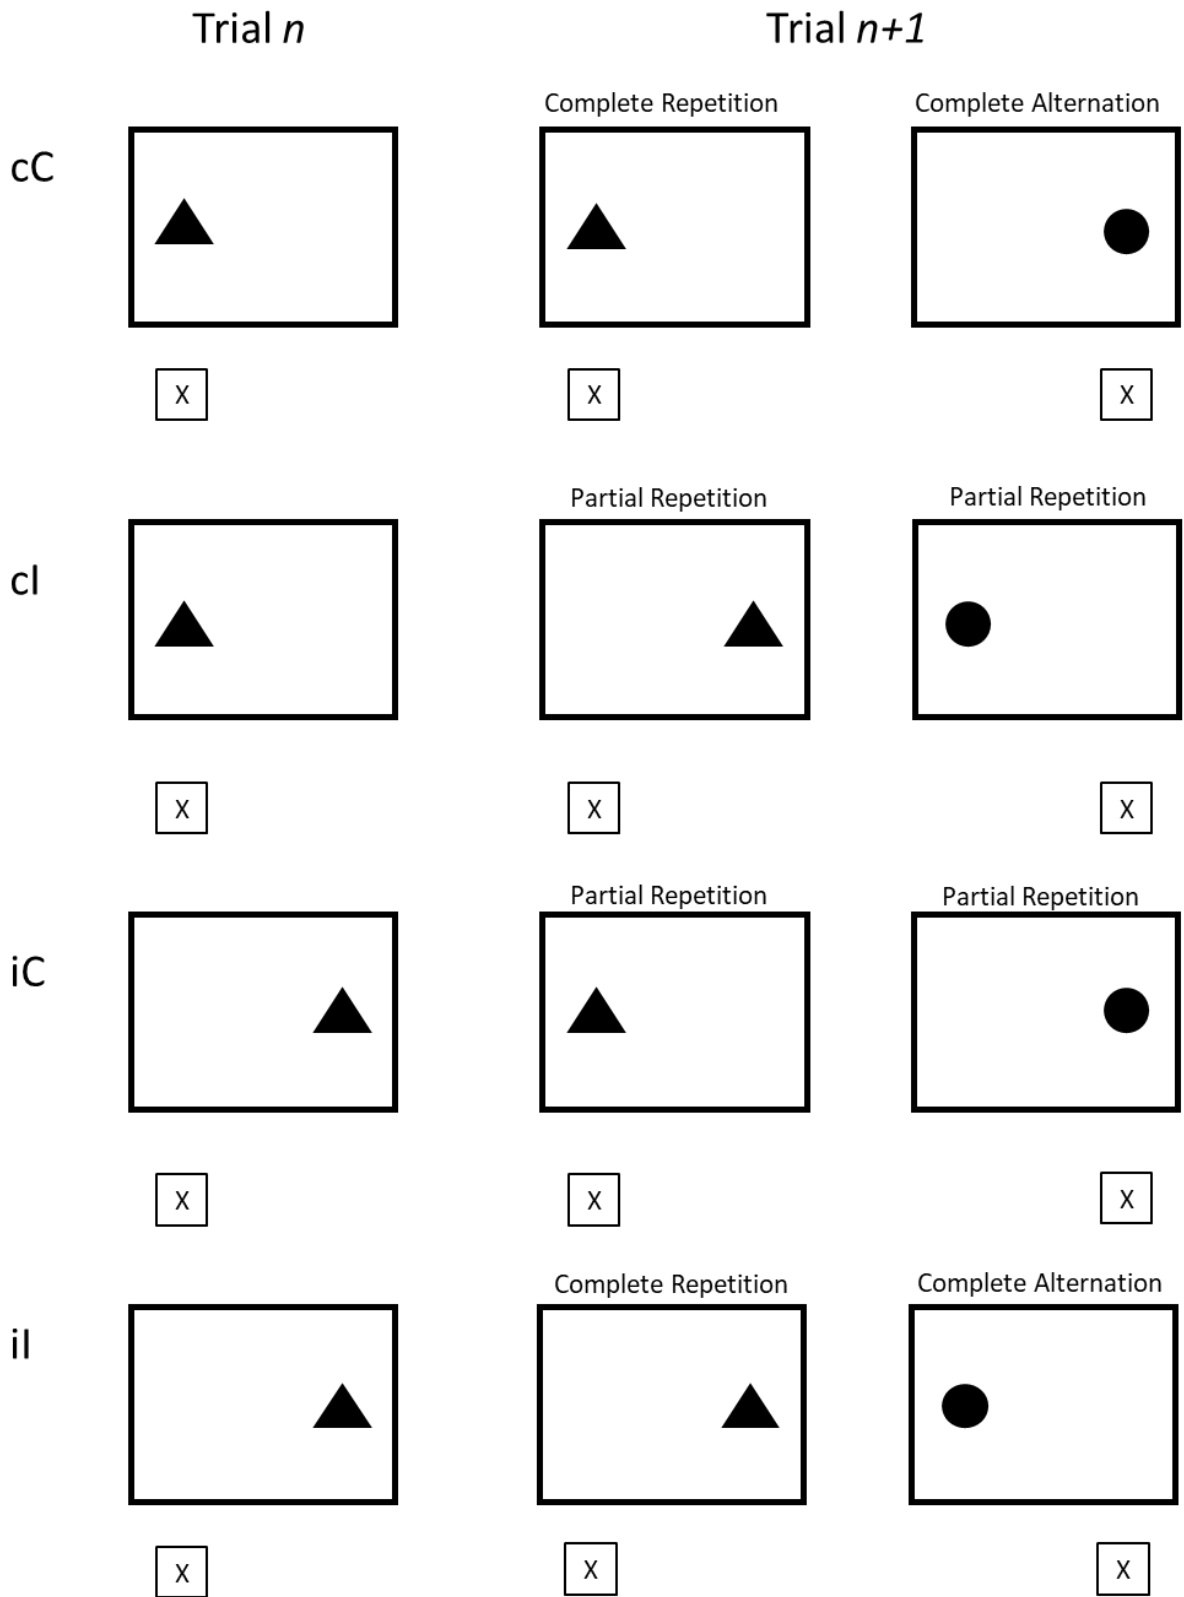 Trial n
Trial n+1
Complete Repetition
Complete Alternation
cC
X
X
X
Partial Repetition
Partial Repetition
cI
X
X
X
Partial Repetition
Partial Repetition
iC
X
X
X
Complete Repetition
Complete Alternation
iI
X
X
X